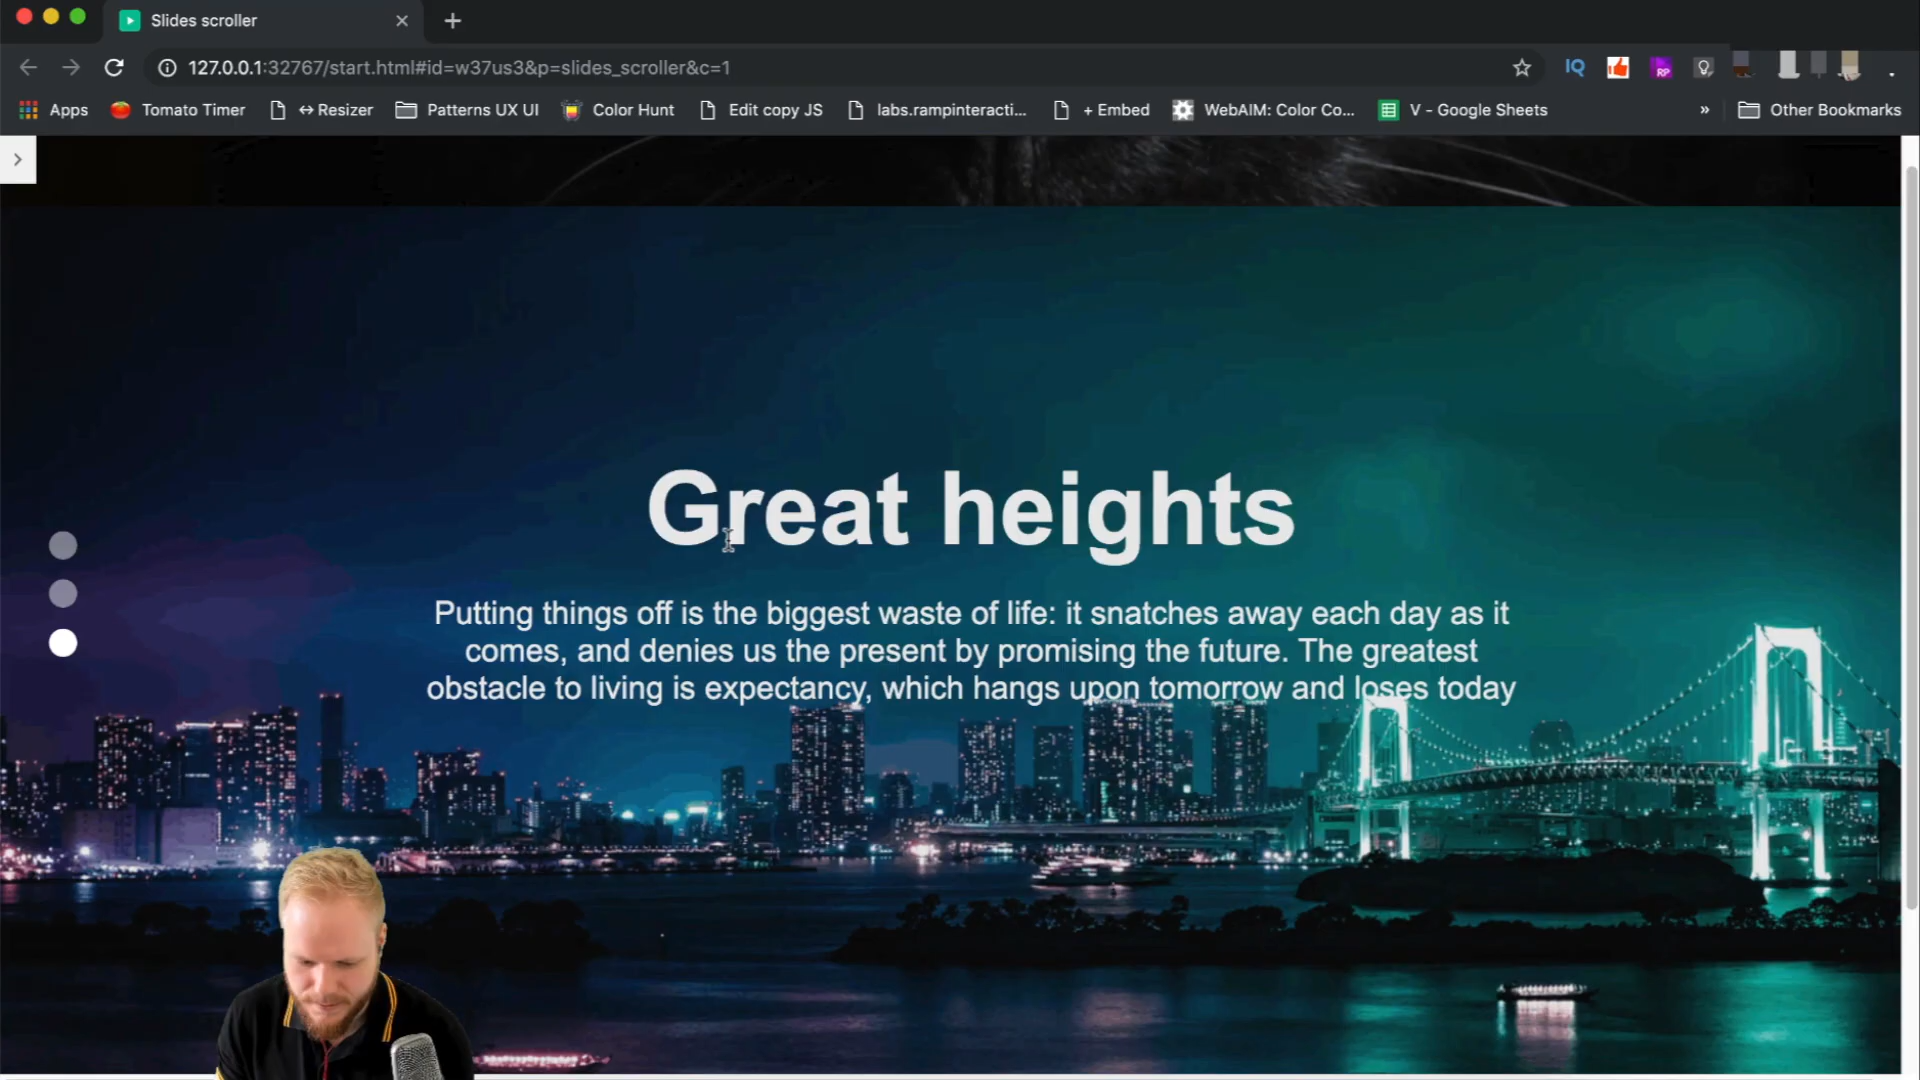 Slides scroller
127.0.0.1:32767/start.html#id=w37us3&p=slides_scroller&c=1
IQ
RP
Apps
Tomato Timer
↔ Resizer
Patterns UX UI
Color Hunt
Edit copy JS
labs.rampinteracti...
+ Embed
WebAIM: Color Co...
V - Google Sheets
»
Other Bookmarks
Great heights
Putting things off is the biggest waste of life: it snatches away each day as it
comes, and denies us the present by promising the future. The greatest
obstacle to living is expectancy, which hangs upon tomorrow and loses today